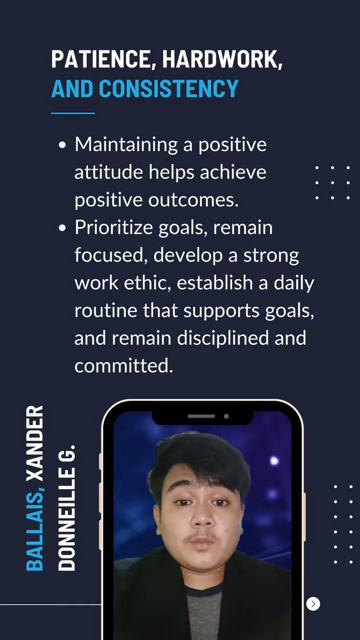 PATIENCE, HARDWORK,
AND CONSISTENCY
• Maintaining a positive
attitude helps achieve
positive outcomes.
• Prioritize goals, remain
focused, develop a strong
work ethic, establish a daily
routine that supports goals,
and remain disciplined and
committed.
BALLAIS, XANDER
DONNEILLE G.